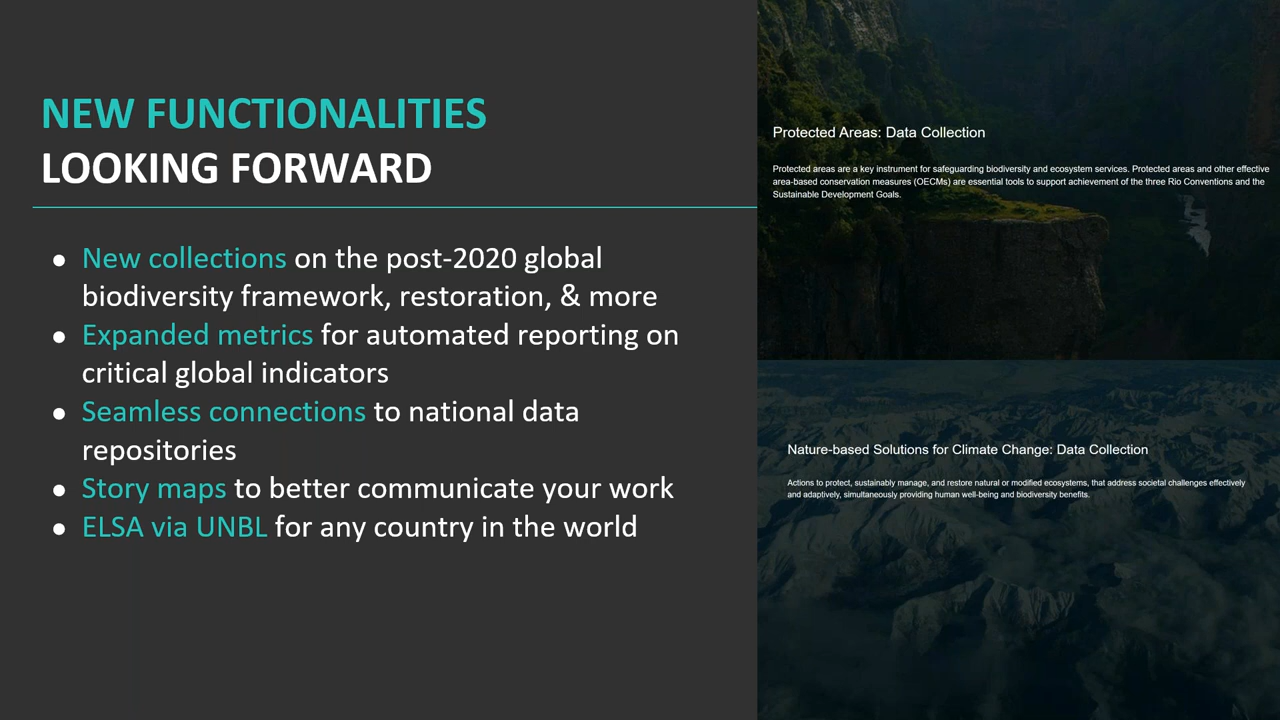 NEW FUNCTIONALITIES
LOOKING FORWARD
● New collections on the post-2020 global
biodiversity framework, restoration, & more
● Expanded metrics for automated reporting on
critical global indicators
● Seamless connections to national data
repositories
● Story maps to better communicate your work
● ELSA via UNBL for any country in the world
Protected Areas: Data Collection
Protected areas are a key instrument for safeguarding biodiversity and ecosystem services. Protected areas and other effective
area-based conservation measures (OECMs) are essential tools to support achievement of the three Rio Conventions and the
Sustainable Development Goals.
Nature-based Solutions for Climate Change: Data Collection
Actions to protect, sustainably manage, and restore natural or modified ecosystems, that address societal challenges effectively
and adaptively, simultaneously providing human well-being and biodiversity benefits.